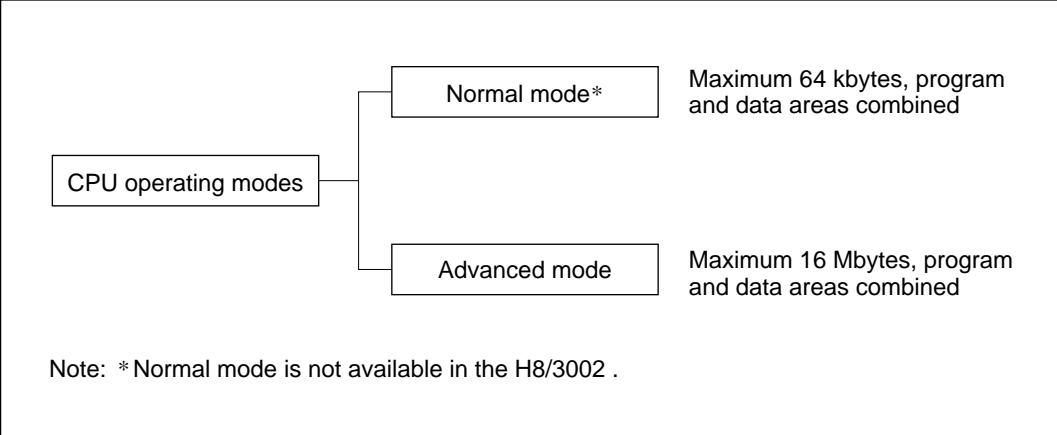 Normal mode*
Maximum 64 kbytes, program
and data areas combined
CPU operating modes
Advanced mode
Maximum 16 Mbytes, program
and data areas combined
Note: * Normal mode is not available in the H8/3002 .